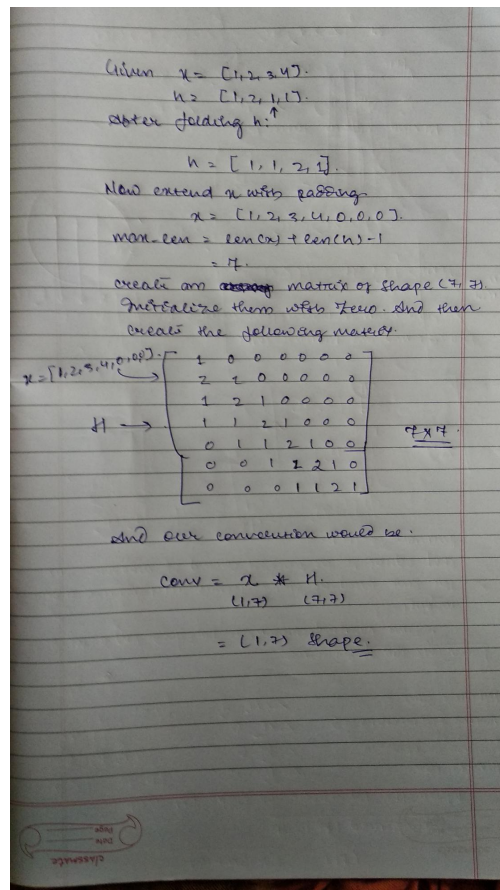 Given x = [1,2,3,4].
h = [1,2,1,1].
After folding h:↑
h = [1, 1, 2, 1].
Now extend x with padding
x = [1, 2, 3, 4, 0, 0, 0].
max-len = len(x) + len(h) - 1
= 7.
create an matrix of shape (7, 7).
Initialize them with zero. And then
create the following matrix.
x = [1,2,3,4,0,0,0].
1 0 0 0 0 0 0
2 1 0 0 0 0 0
1 2 1 0 0 0 0
H → 1 1 2 1 0 0 0
0 1 1 2 1 0 0 7x7
0 0 1 1 2 1 0
0 0 0 1 1 2 1
And our convolution would be.
conv = x * H.
(1,7) (7,7)
= (1,7) shape.
classmate
Date
Page